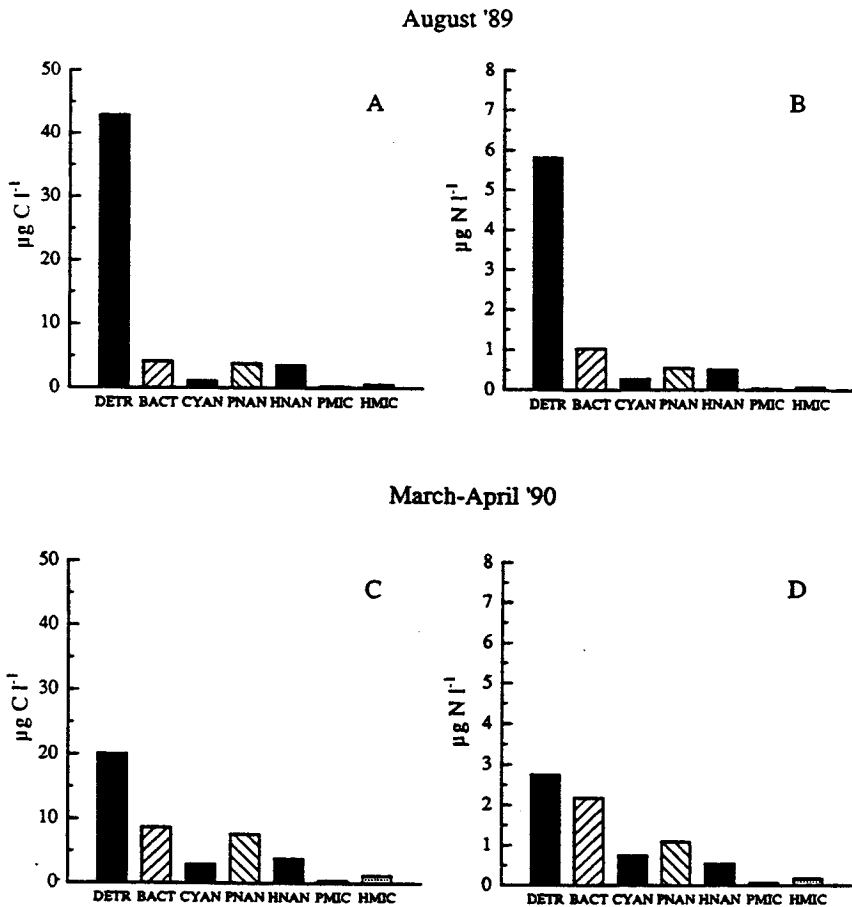 August '89
50
40
30
20
10
0
µg C l⁻¹
A
DETR BACT CYAN PNAN HNAN PMIC HMIC
8
7
6
5
4
3
2
1
0
µg N l⁻¹
B
DETR BACT CYAN PNAN HNAN PMIC HMIC
March-April '90
50
40
30
20
10
0
µg C l⁻¹
C
DETR BACT CYAN PNAN HNAN PMIC HMIC
8
7
6
5
4
3
2
1
0
µg N l⁻¹
D
DETR BACT CYAN PNAN HNAN PMIC HMIC